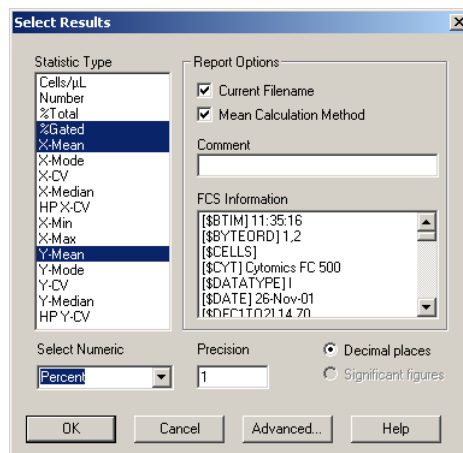 Select Results
Statistic Type
Cells/µL
Number
%Total
%Gated
X-Mean
X-Mode
X-CV
X-Median
HP X-CV
X-Min
X-Max
Y-Mean
Y-Mode
Y-CV
Y-Median
HP Y-CV
Report Options
Current Filename
Mean Calculation Method
Comment
FCS Information
[$BTIM] 11:35:16
[$BYTEORD] 1,2
[$CELLS]
[$CYT] Cytomics FC 500
[$DATATYPE] I
[$DATE] 26-Nov-01
[$DFC1TO2] 14.70
Select Numeric
Percent
Precision
1
Decimal places
Significant figures
OK
Cancel
Advanced...
Help